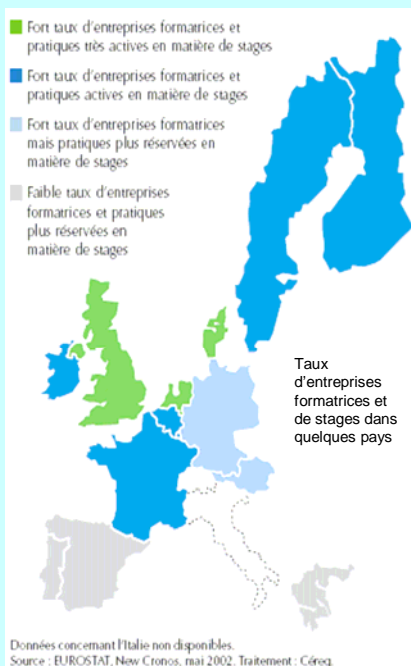 Fort taux d'entreprises formatrices et
pratiques très actives en matière de stages
Fort taux d'entreprises formatrices et
pratiques actives en matière de stages
Fort taux d'entreprises formatrices
mais pratiques plus réservées en
matière de stages
Faible taux d'entreprises
formatrices et pratiques
plus réservées en
matière de stages
Taux
d'entreprises
formatrices et
de stages dans
quelques pays
Données concernant l'Italie non disponibles.
Source : EUROSTAT, New Cronos, mai 2002. Traitement : Céreq.